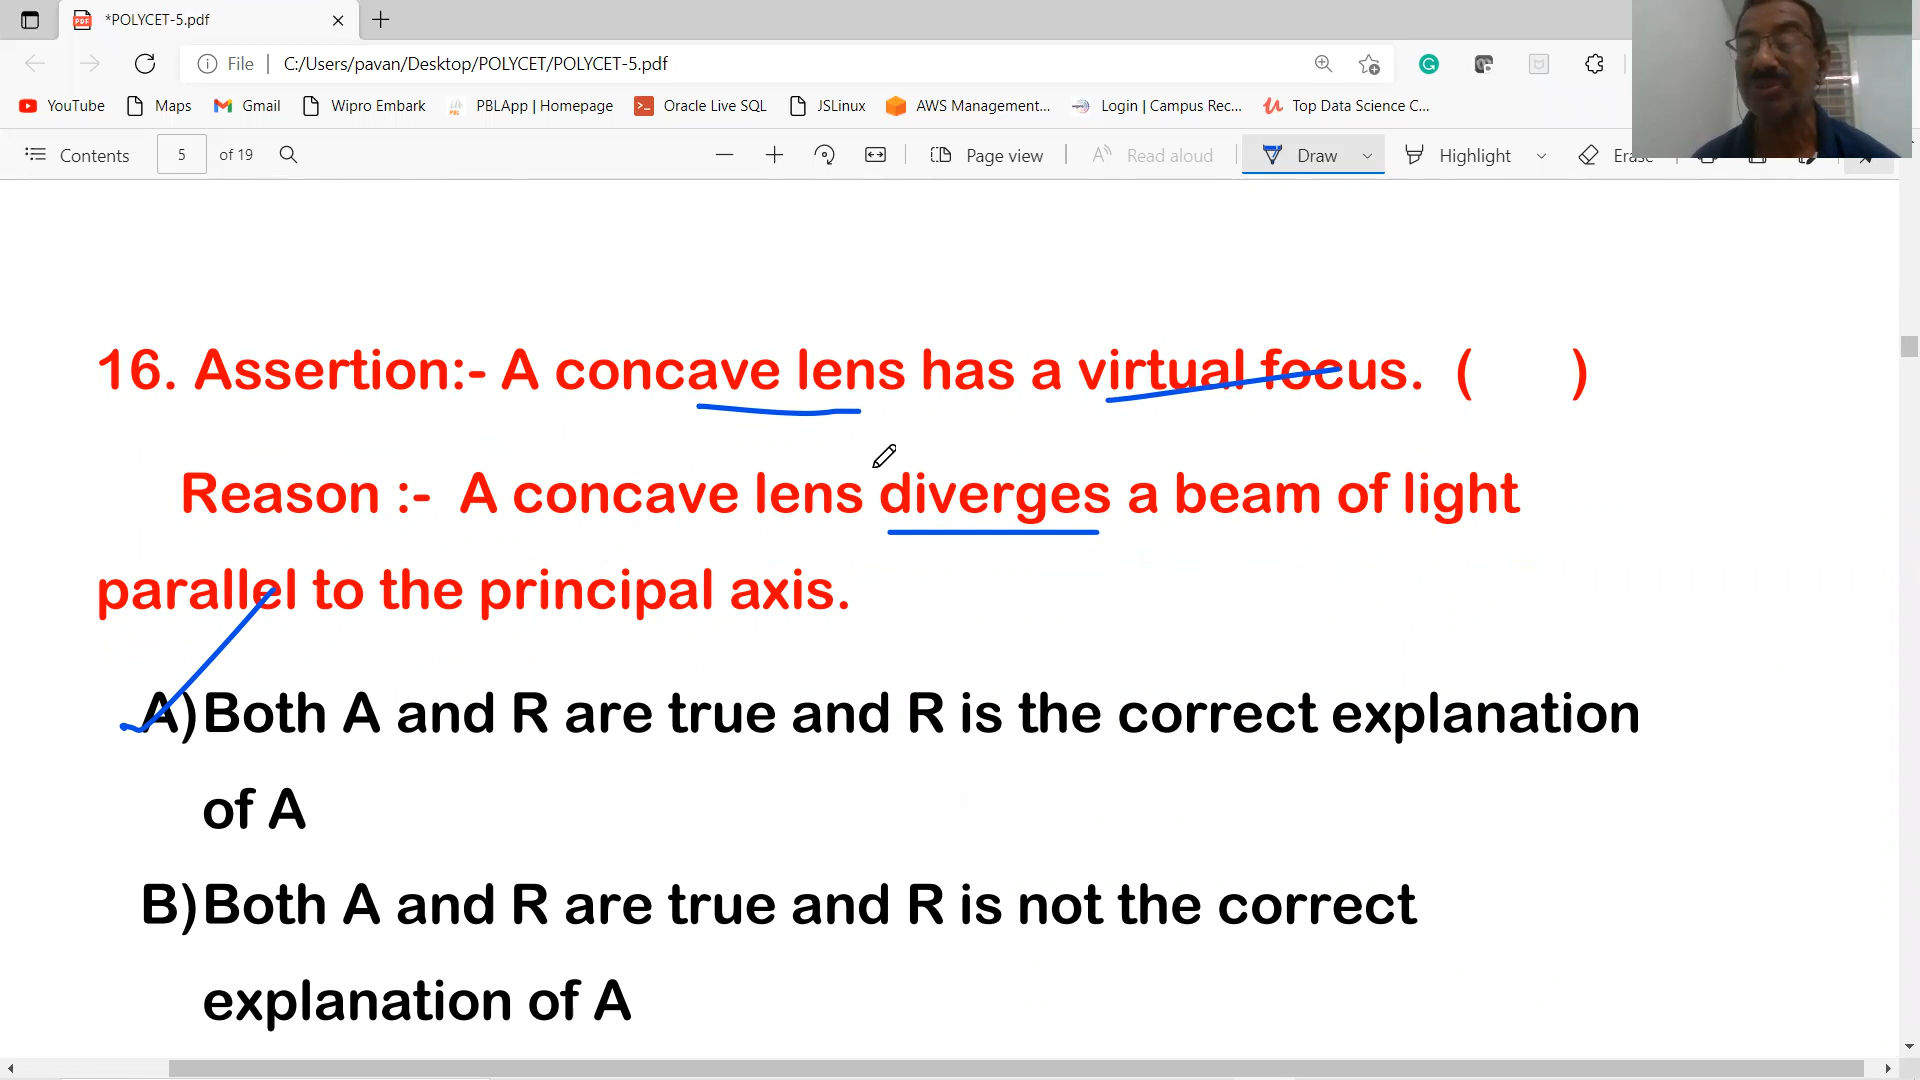 *POLYCET-5.pdf
File C:/Users/pavan/Desktop/POLYCET/POLYCET-5.pdf
YouTube Maps Gmail Wipro Embark PBLApp | Homepage Oracle Live SQL JSLinux AWS Management... Login | Campus Rec... Top Data Science C...
Contents 5 of 19 Page view Read aloud Draw Highlight Erase
16. Assertion:- A concave lens has a virtual focus. ( )
Reason :- A concave lens diverges a beam of light
parallel to the principal axis.
A) Both A and R are true and R is the correct explanation
of A
B) Both A and R are true and R is not the correct
explanation of A